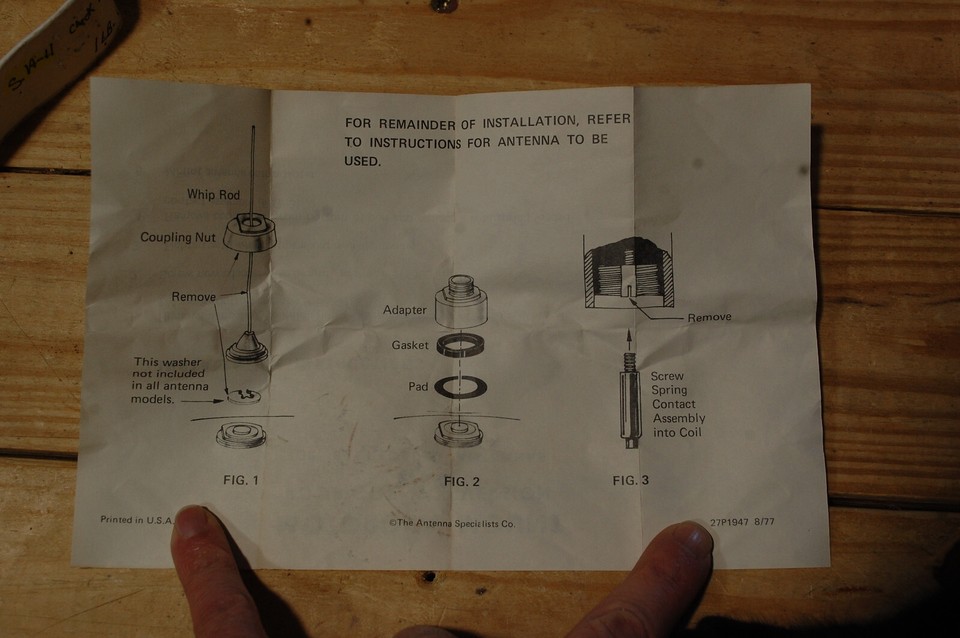 FOR REMAINDER OF INSTALLATION, REFER
TO INSTRUCTIONS FOR ANTENNA TO BE
USED.
Whip Rod
Coupling Nut
Remove
This washer
not included
in all antenna
models.
FIG. 1
Adapter
Gasket
Pad
FIG. 2
Remove
Screw
Spring
Contact
Assembly
into Coil
FIG. 3
Printed in U.S.A.
©The Antenna Specialists Co.
27P1947 8/77